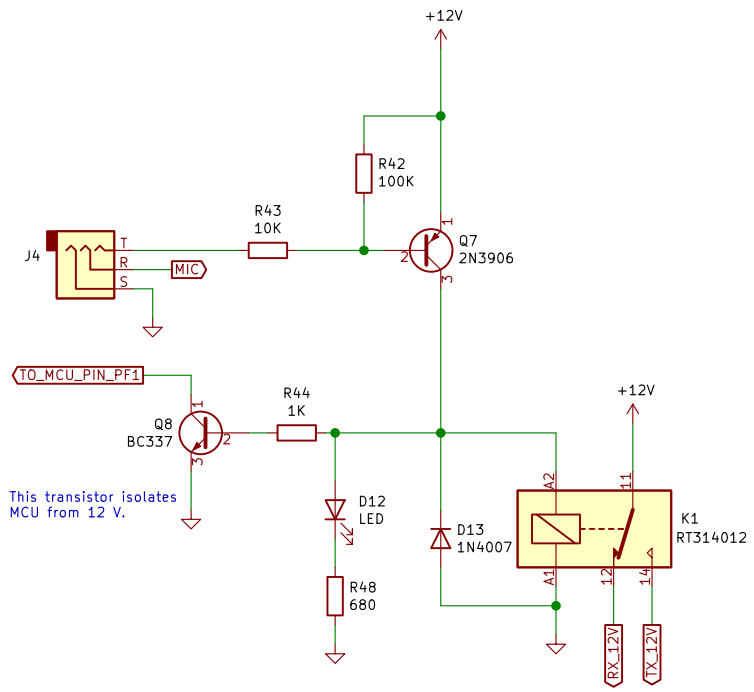 +12V
R42
100K
R43
10K
J4
T
R
S
MIC
1
Q7
2N3906
2
3
TO_MCU_PIN_PF1
1
Q8
BC337
2
3
R44
1K
+12V
This transistor isolates
MCU from 12 V.
D12
LED
D13
1N4007
A2
11
K1
RT314012
A1
12
14
R48
680
RX_12V
TX_12V